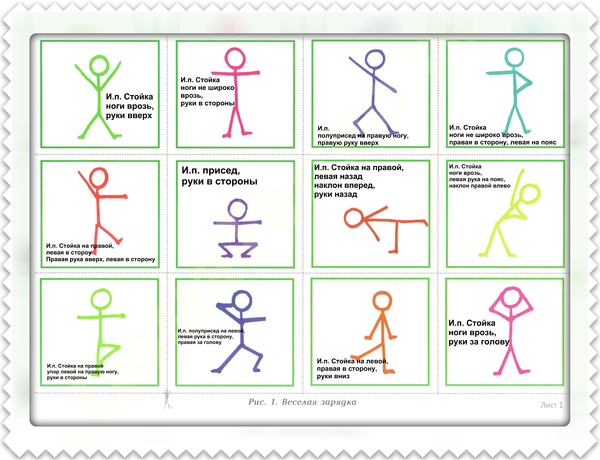 И.п. Стойка
ноги врозь,
руки вверх
И.п. Стойка
ноги не широко
врозь,
руки в стороны
И.п.
полуприсед на правую ногу,
правую руку вверх
И.п. Стойка
ноги не широко врозь,
правая в сторону, левая на пояс
И.п. Стойка на правой,
левая в стороу
Правая рука вверх, левая в сторону
И.п. присед,
руки в стороны
И.п. Стойка на правой,
левая назад
наклон вперед,
руки назад
И.п. Стойка
ноги врозь,
левая рука на пояс,
наклон правой влево
И.п. Стойка на правой
упор левой на правую ногу,
руки в стороны
И.п. полуприсед на левой,
левая рука в сторону,
правая за голову
И.п. Стойка на левой,
правая в сторону,
руки вниз
И.п. Стойка
ноги врозь,
руки за голову
Рис. 1. Веселая зарядка
Лист 1